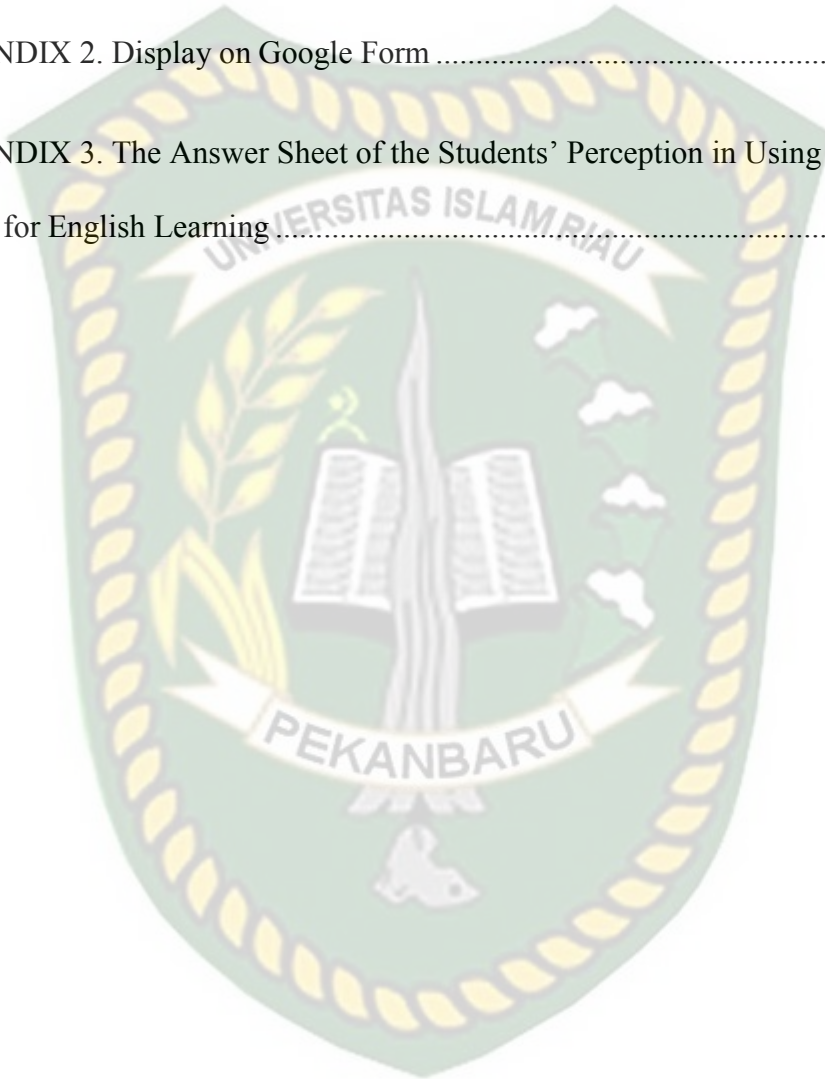 NDIX 2. Display on Google Form ................................................
NDIX 3. The Answer Sheet of the Students’ Perception in Using
for English Learning ......................................................................
UNIVERSITAS ISLAM RIAU
PEKANBARU